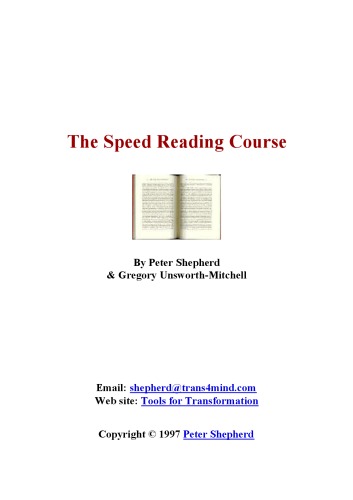 The Speed Reading Course
By Peter Shepherd
& Gregory Unsworth-Mitchell
Email: shepherd@trans4mind.com
Web site: Tools for Transformation
Copyright © 1997 Peter Shepherd